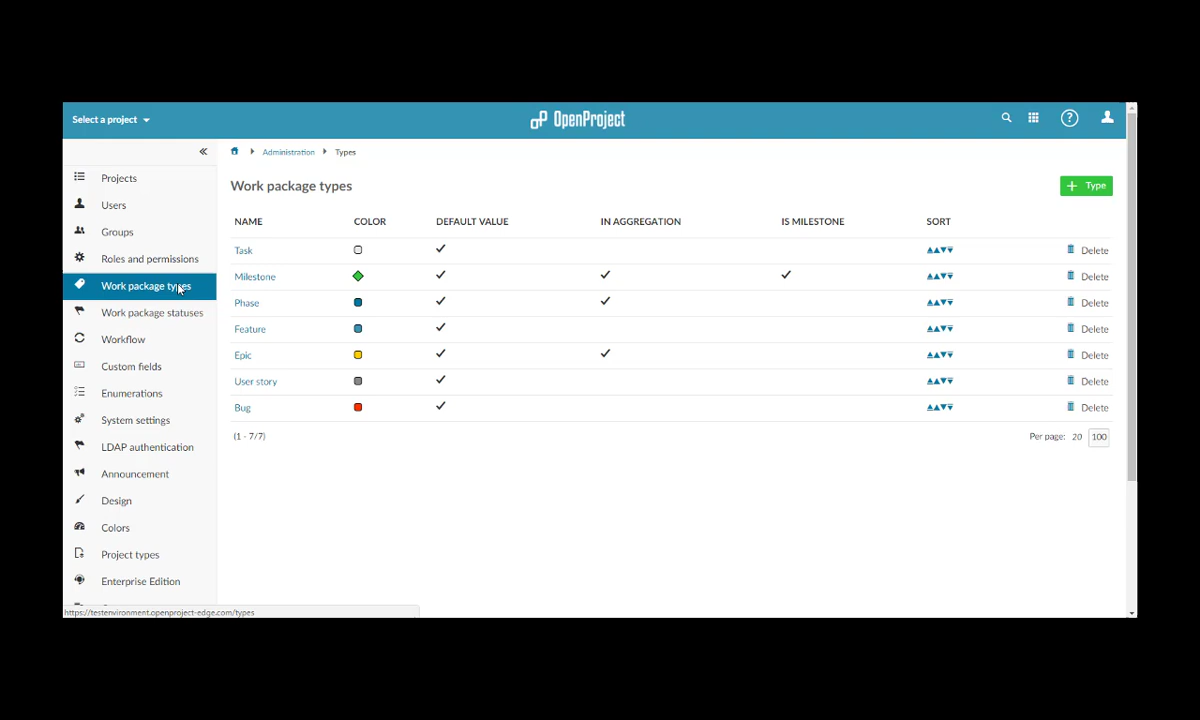 Select a project
OpenProject
Administration Types
Projects
Users
Groups
Roles and permissions
Work package types
Work package statuses
Workflow
Custom fields
Enumerations
System settings
LDAP authentication
Announcement
Design
Colors
Project types
Enterprise Edition
https://testenvironment.openproject-edge.com/types
Work package types
+ Type
NAME COLOR DEFAULT VALUE IN AGGREGATION IS MILESTONE SORT
Task Delete
Milestone Delete
Phase Delete
Feature Delete
Epic Delete
User story Delete
Bug Delete
(1 - 7/7) Per page: 20 100